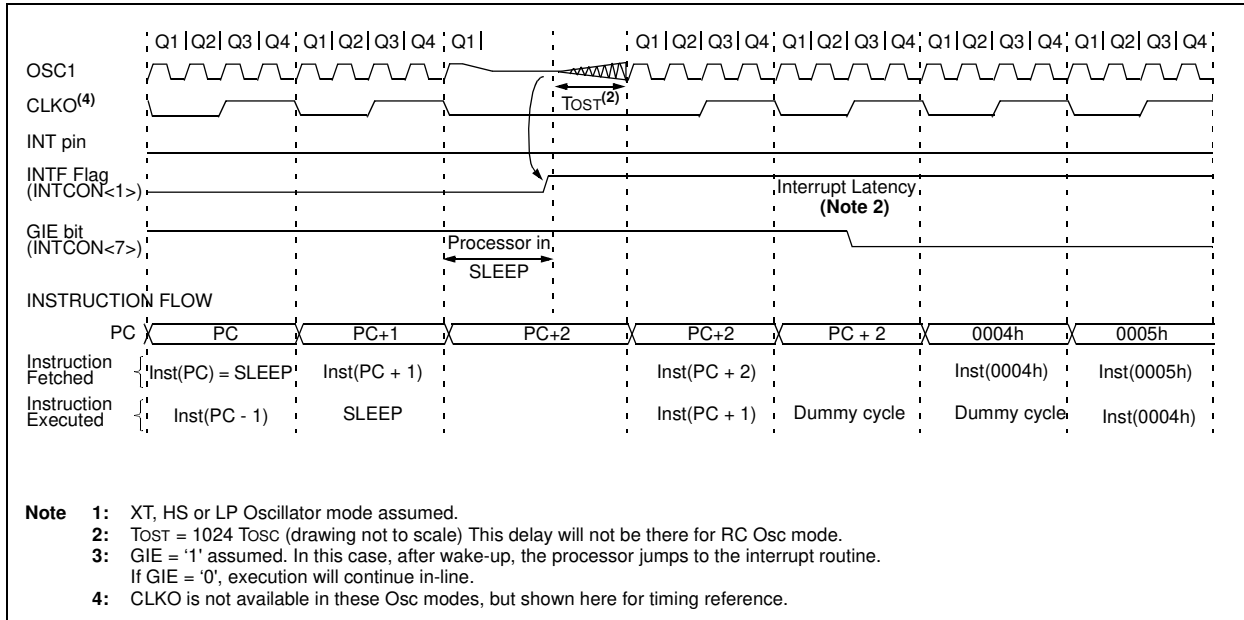 Q1 Q2 Q3 Q4 Q1 Q2 Q3 Q4 Q1 Q1 Q2 Q3 Q4 Q1 Q2 Q3 Q4 Q1 Q2 Q3 Q4 Q1 Q2 Q3 Q4
OSC1
CLKO(4)
TOST(2)
INT pin
INTF Flag
(INTCON<1>)
Interrupt Latency
(Note 2)
GIE bit
(INTCON<7>)
Processor in
SLEEP
INSTRUCTION FLOW
PC PC PC+1 PC+2 PC+2 PC + 2 0004h 0005h
Instruction
Fetched
Inst(PC) = SLEEP Inst(PC + 1) Inst(PC + 2) Inst(0004h) Inst(0005h)
Instruction
Executed
Inst(PC - 1) SLEEP Inst(PC + 1) Dummy cycle Dummy cycle Inst(0004h)
Note 1: XT, HS or LP Oscillator mode assumed.
2: TOST = 1024 TOSC (drawing not to scale) This delay will not be there for RC Osc mode.
3: GIE = '1' assumed. In this case, after wake-up, the processor jumps to the interrupt routine.
If GIE = '0', execution will continue in-line.
4: CLKO is not available in these Osc modes, but shown here for timing reference.